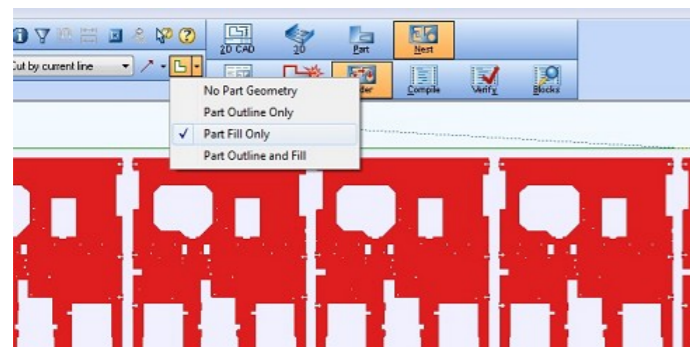 2D CAD
Part
Nest
Cut by current line
Compile
Verify
Blocks
No Part Geometry
Part Outline Only
Part Fill Only
Part Outline and Fill